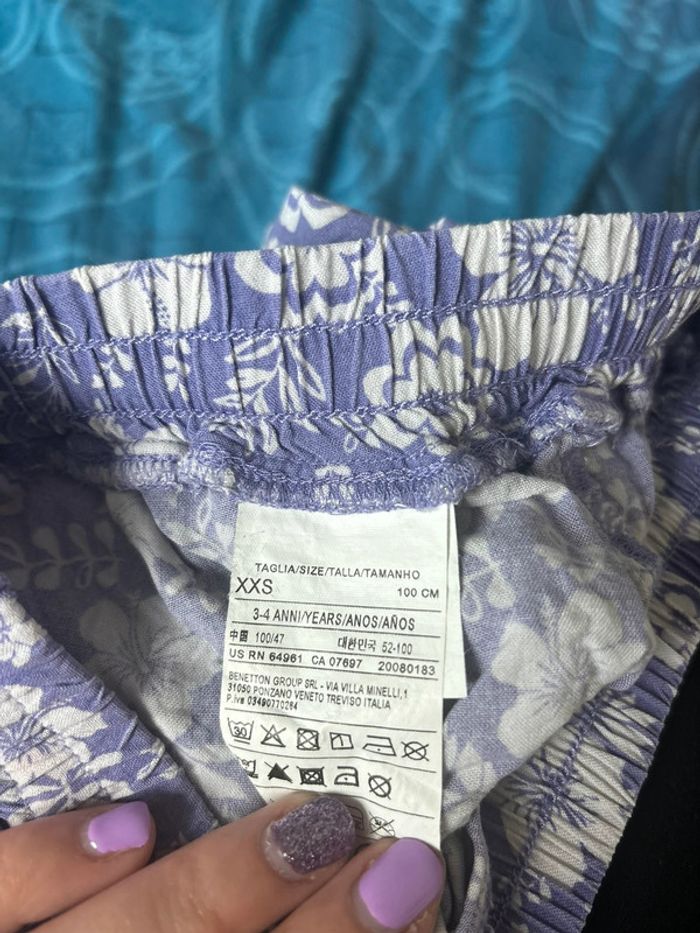 TAGLIA/SIZE/TALLA/TAMANHO
XXS 100 CM
3-4 ANNI/YEARS/ANOS/AÑOS
中国 100/47 대한민국 52-100
US RN 64961 CA 07697 20080183
BENETTON GROUP SRL - VIA VILLA MINELLI,1
31050 PONZANO VENETO TREVISO ITALIA
P.iva 03490770264
30